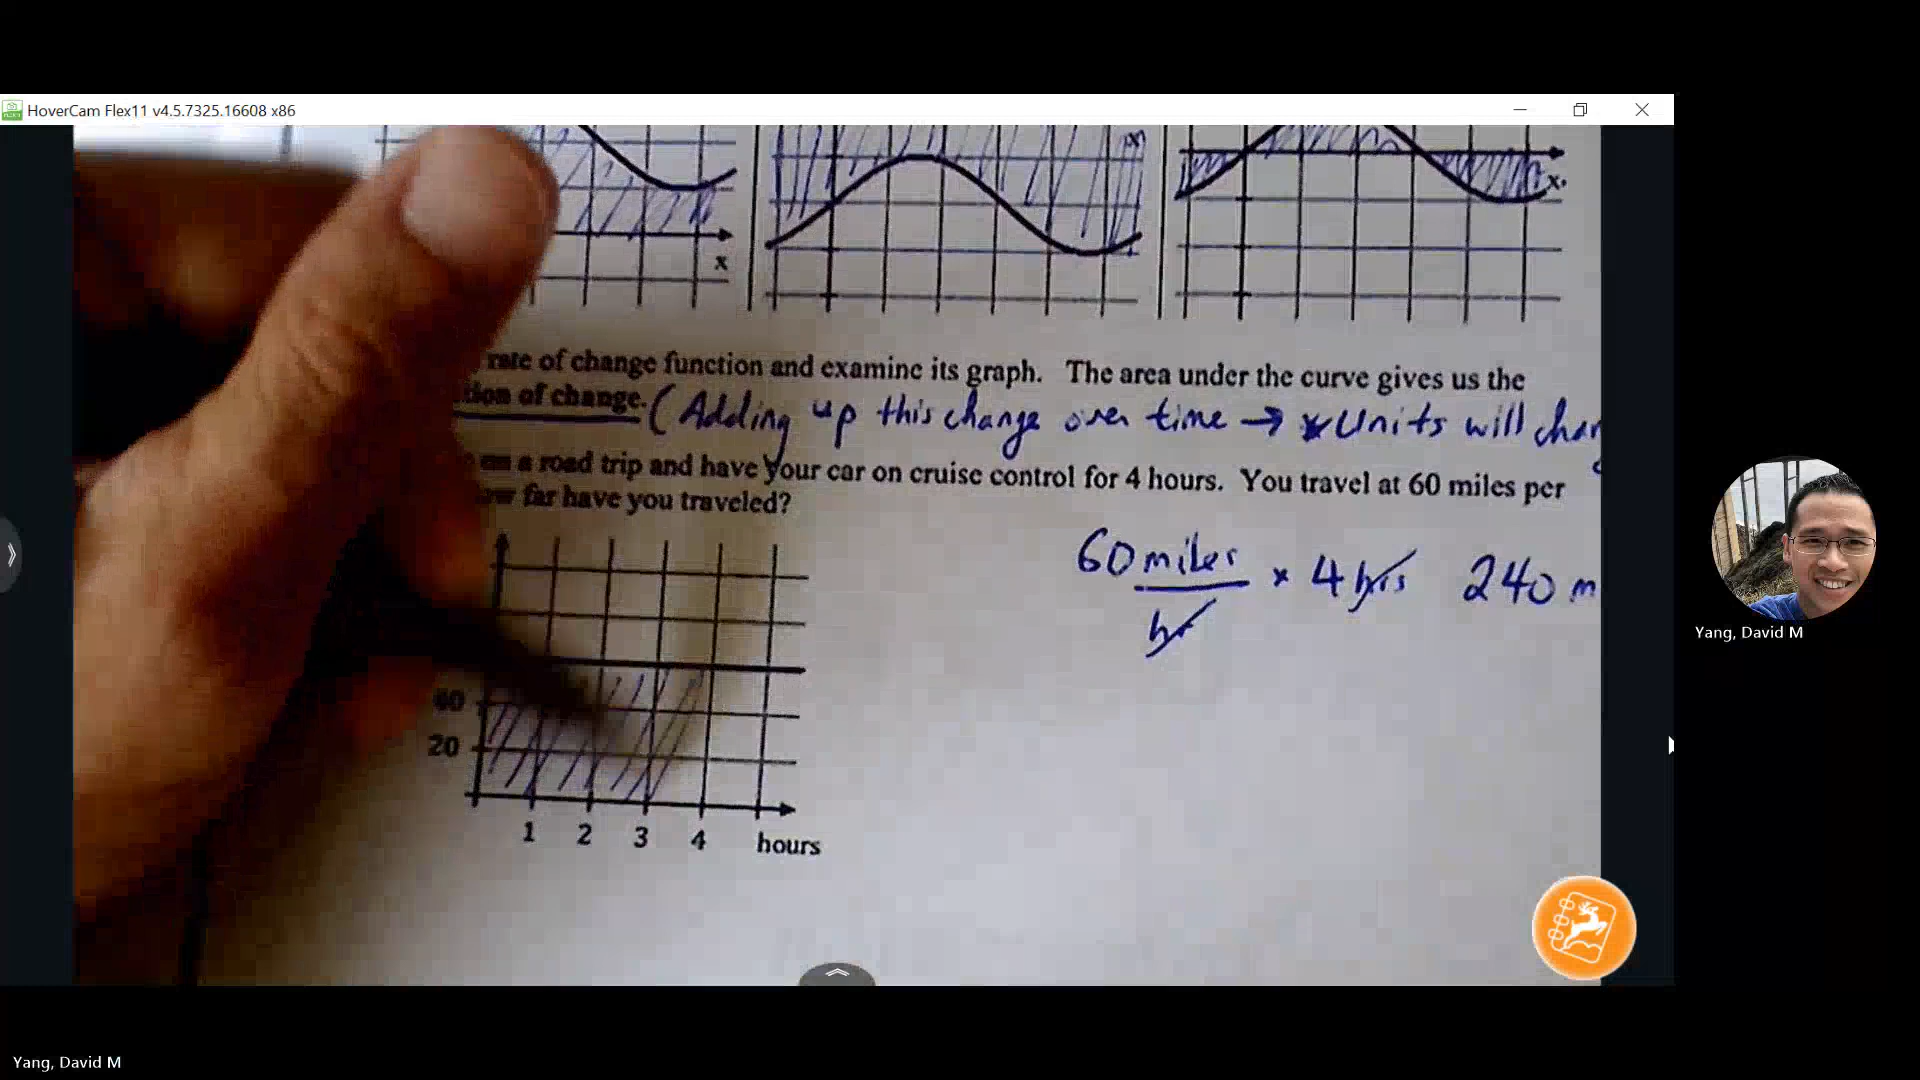 HoverCam Flex11 v4.5.7325.16608 x86
x
x
x
rate of change function and examine its graph. The area under the curve gives us the
of change. (Adding up this change over time → * Units will
on a road trip and have your car on cruise control for 4 hours. You travel at 60 miles per
far have you traveled?
60 miles × 4 hrs 240 m
hr
40
20
1 2 3 4 hours
Yang, David M
Yang, David M